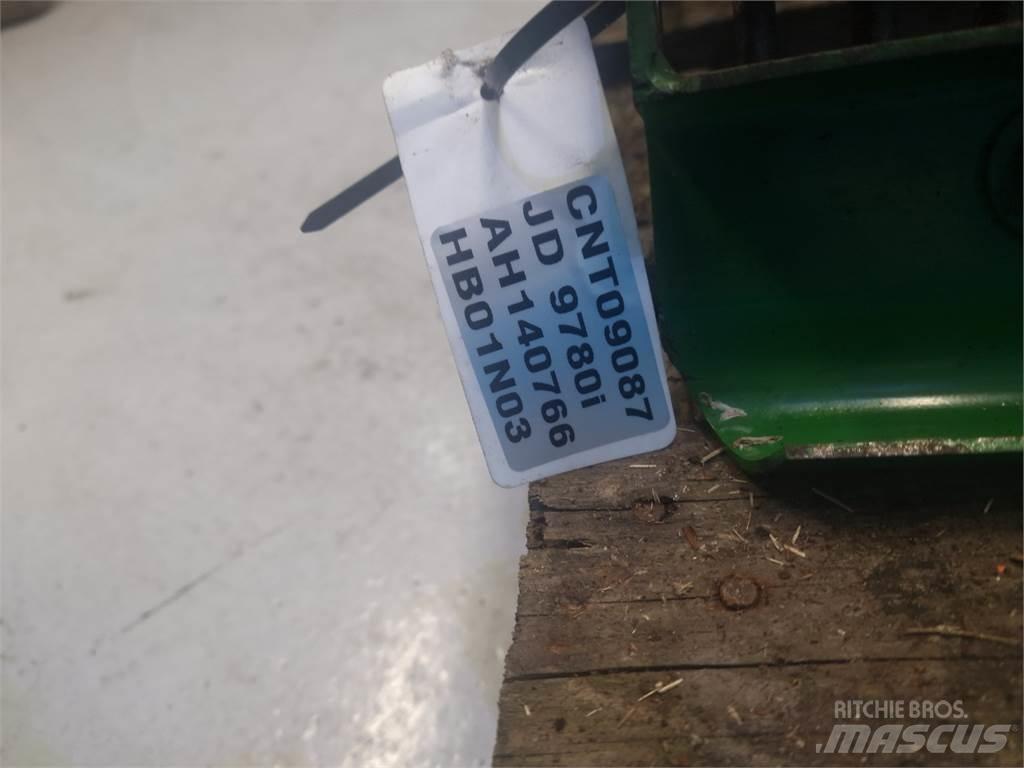 CNT09087
JD 9780i
AH140766
HB01N03
RITCHIE BROS.
MASCUS